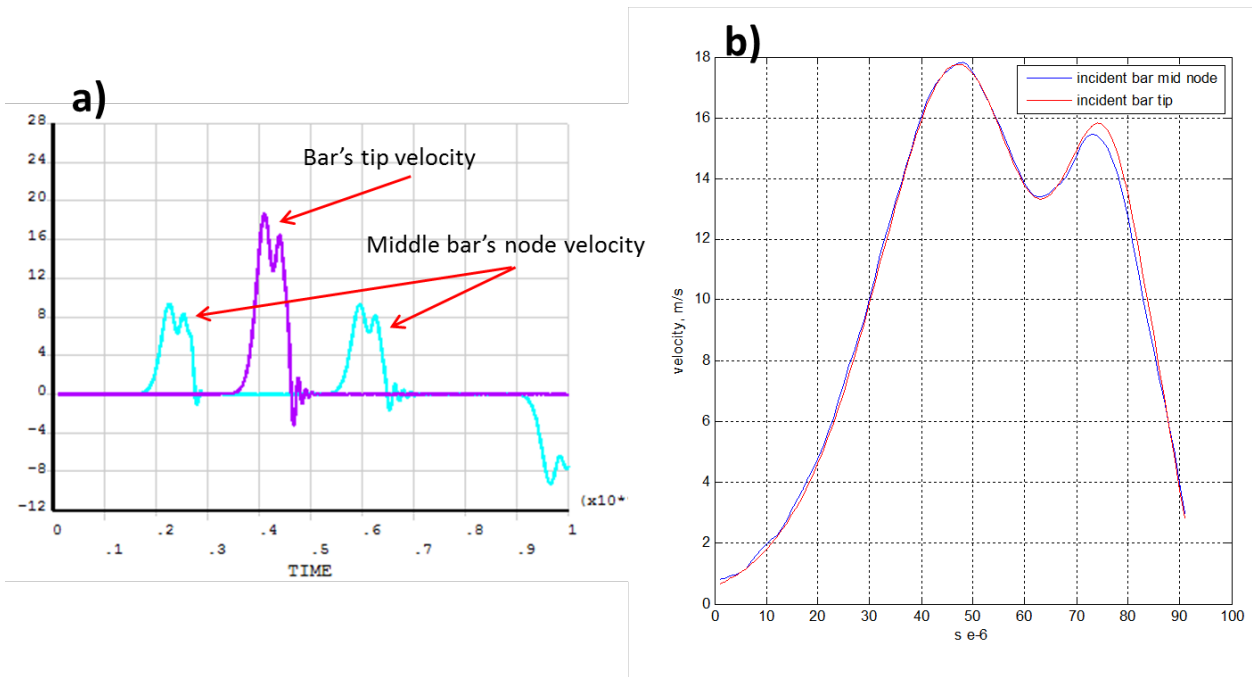 a)
28
24
20
16
12
8
4
0
-4
-8
-12
Bar's tip velocity
Middle bar's node velocity
(x10*
0 .2 .4 .6 .8 1
.1 .3 .5 .7 .9
TIME
b)
18
16
14
12
10
8
6
4
2
0
velocity, m/s
incident bar mid node
incident bar tip
0 10 20 30 40 50 60 70 80 90 100
s e-6